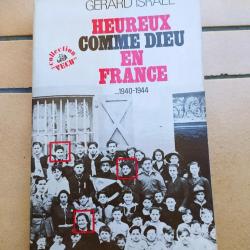 GERARD ISRAEL
HEUREUX
COMME DIEU
EN
FRANCE
...1940-1944
collection
"VECU"